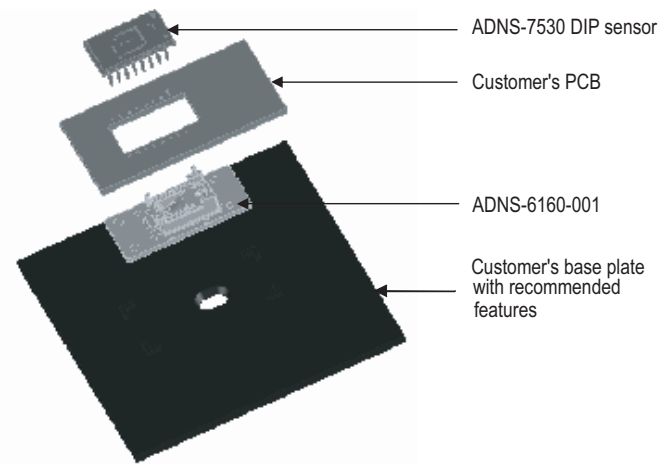 ADNS-7530 DIP sensor
Customer's PCB
ADNS-6160-001
Customer's base plate
with recommended
features